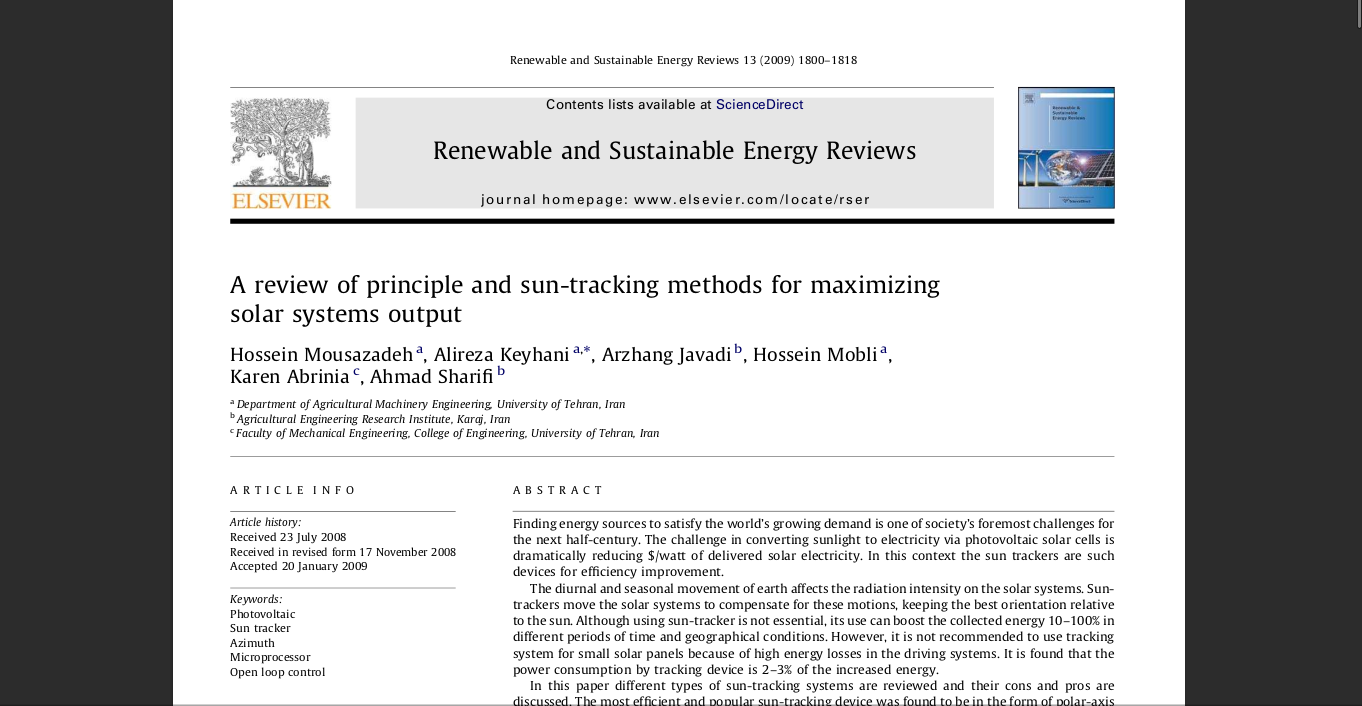 Renewable and Sustainable Energy Reviews 13 (2009) 1800–1818
Contents lists available at ScienceDirect
Renewable and Sustainable Energy Reviews
journal homepage: www.elsevier.com/locate/rser
ELSEVIER
Renewable &
Sustainable
Energy Reviews
A review of principle and sun-tracking methods for maximizing
solar systems output
Hossein Mousazadeh a, Alireza Keyhani a,*, Arzhang Javadi b, Hossein Mobli a,
Karen Abrinia c, Ahmad Sharifi b
a Department of Agricultural Machinery Engineering, University of Tehran, Iran
b Agricultural Engineering Research Institute, Karaj, Iran
c Faculty of Mechanical Engineering, College of Engineering, University of Tehran, Iran
ARTICLE INFO
Article history:
Received 23 July 2008
Received in revised form 17 November 2008
Accepted 20 January 2009
Keywords:
Photovoltaic
Sun tracker
Azimuth
Microprocessor
Open loop control
ABSTRACT
Finding energy sources to satisfy the world's growing demand is one of society's foremost challenges for
the next half-century. The challenge in converting sunlight to electricity via photovoltaic solar cells is
dramatically reducing $/watt of delivered solar electricity. In this context the sun trackers are such
devices for efficiency improvement.
The diurnal and seasonal movement of earth affects the radiation intensity on the solar systems. Sun-
trackers move the solar systems to compensate for these motions, keeping the best orientation relative
to the sun. Although using sun-tracker is not essential, its use can boost the collected energy 10–100% in
different periods of time and geographical conditions. However, it is not recommended to use tracking
system for small solar panels because of high energy losses in the driving systems. It is found that the
power consumption by tracking device is 2–3% of the increased energy.
In this paper different types of sun-tracking systems are reviewed and their cons and pros are
discussed. The most efficient and popular sun-tracking device was found to be in the form of polar-axis